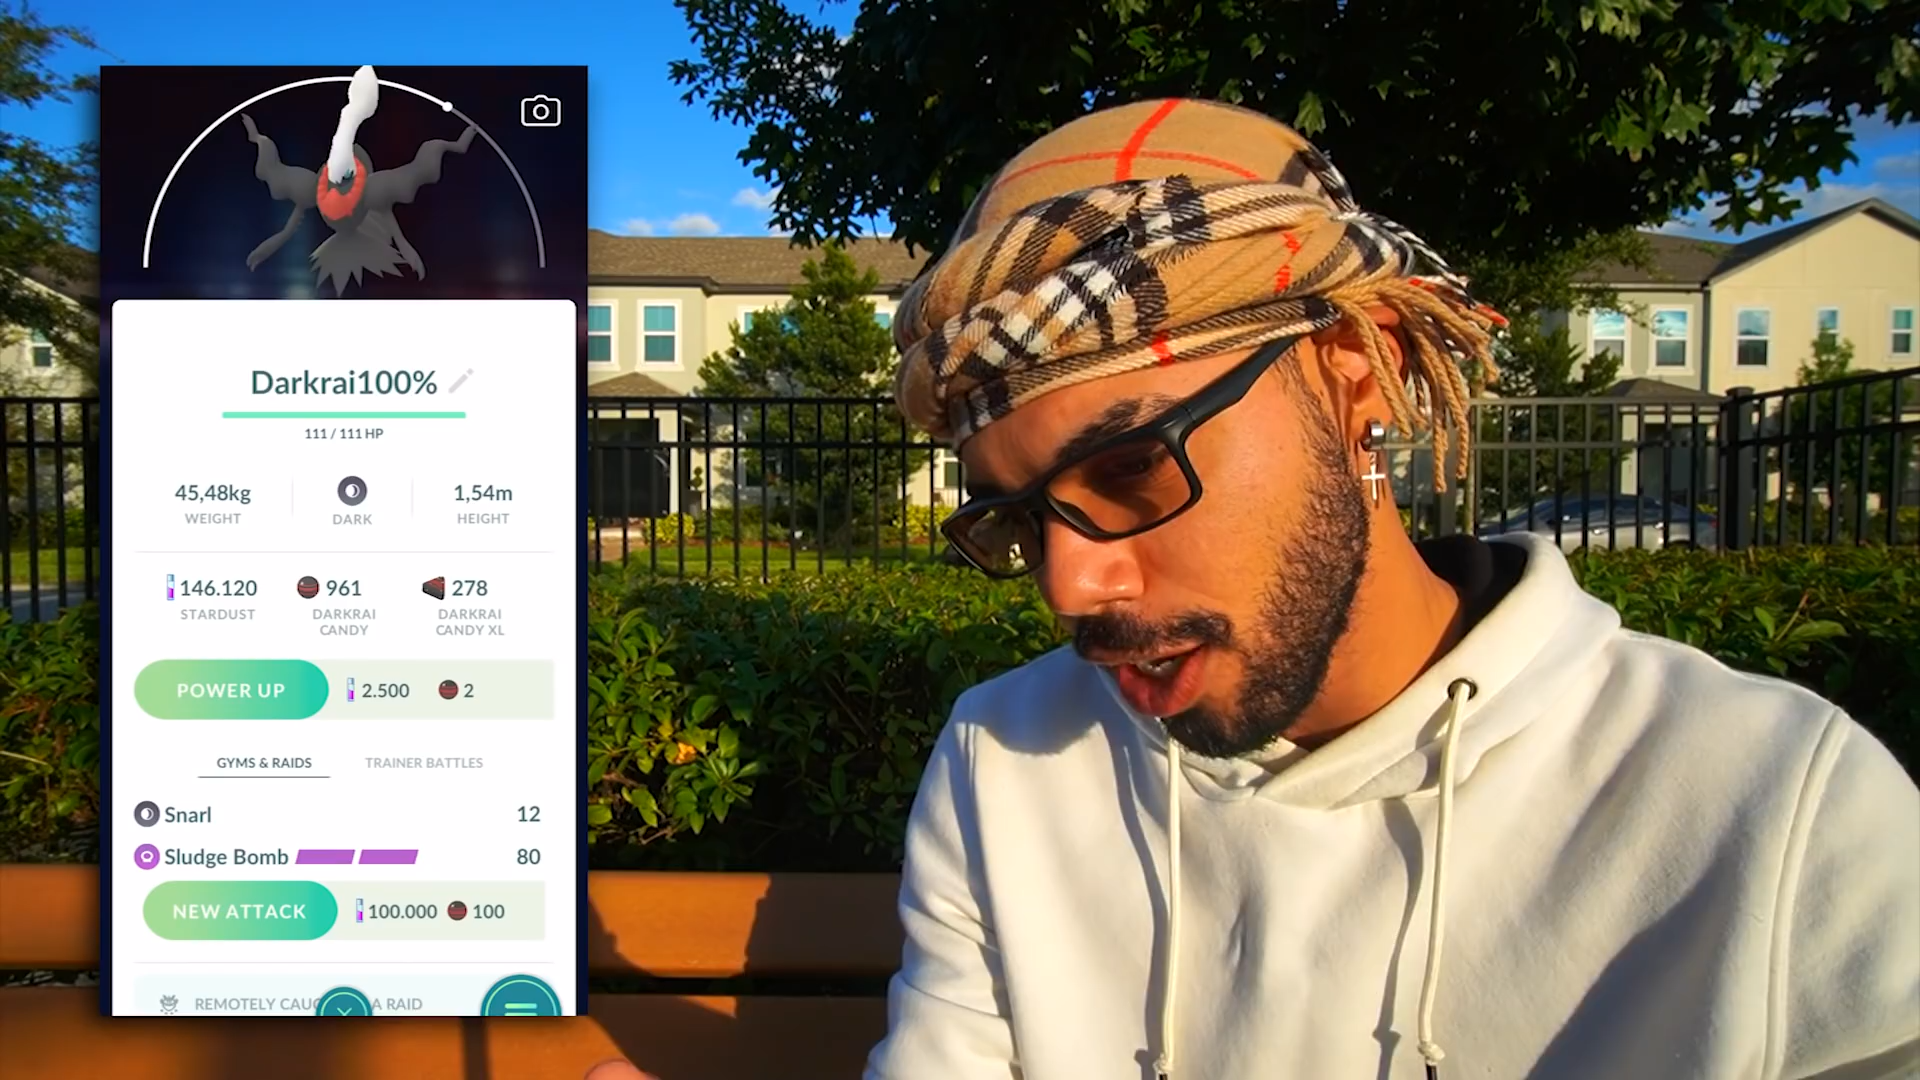 Darkrai100%
111 / 111 HP
45,48kg
WEIGHT
DARK
1,54m
HEIGHT
146.120
STARDUST
961
DARKRAI
CANDY
278
DARKRAI
CANDY XL
POWER UP
2.500
2
GYMS & RAIDS
TRAINER BATTLES
Snarl
12
Sludge Bomb
80
NEW ATTACK
100.000
100
REMOTELY A RAID